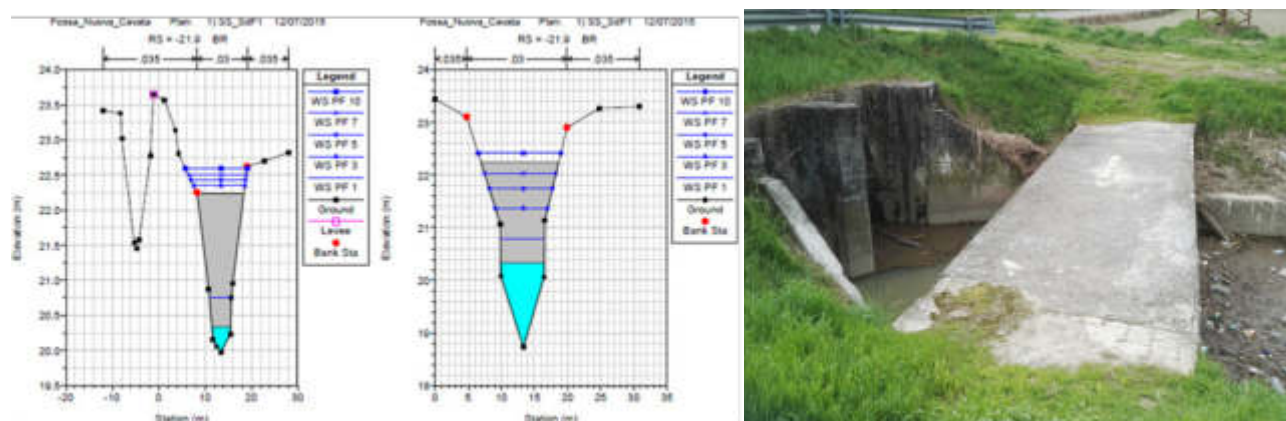 Fossa_Nuova_Cavata Plan: 1) SS_SdF1 12/07/2016
RS = -21.9 BR
.035 .03 .035
Legend
WS PF 10
WS PF 7
WS PF 5
WS PF 3
WS PF 1
Ground
Levee
Bank Sta
24.0
23.5
23.0
22.5
22.0
21.5
21.0
20.5
20.0
19.5
Elevation (m)
-20 -10 0 10 20 30
Station (m)
Fossa_Nuova_Cavata Plan: 1) SS_SdF1 12/07/2016
RS = -21.9 BR
.035 .03 .035
Legend
WS PF 10
WS PF 7
WS PF 5
WS PF 3
WS PF 1
Ground
Bank Sta
24
23
22
21
20
19
18
Elevation (m)
0 5 10 15 20 25 30 35
Station (m)